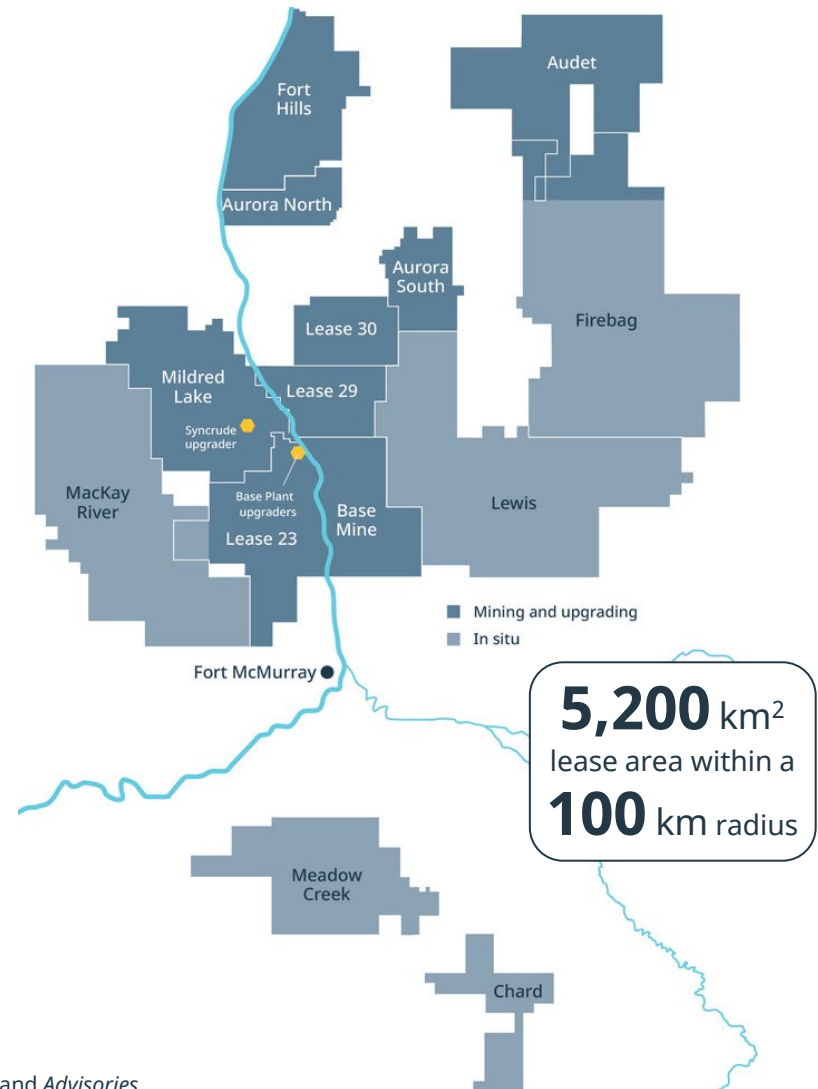 Audet
Fort
Hills
Aurora North
Aurora
South
Firebag
Lease 30
Mildred
Lake
Lease 29
Syncrude
upgrader
MacKay
River
Base Plant
upgraders
Base
Mine
Lewis
Lease 23
Mining and upgrading
In situ
Fort McMurray
5,200 km²
lease area within a
100 km radius
Meadow
Creek
Chard
and Advisories